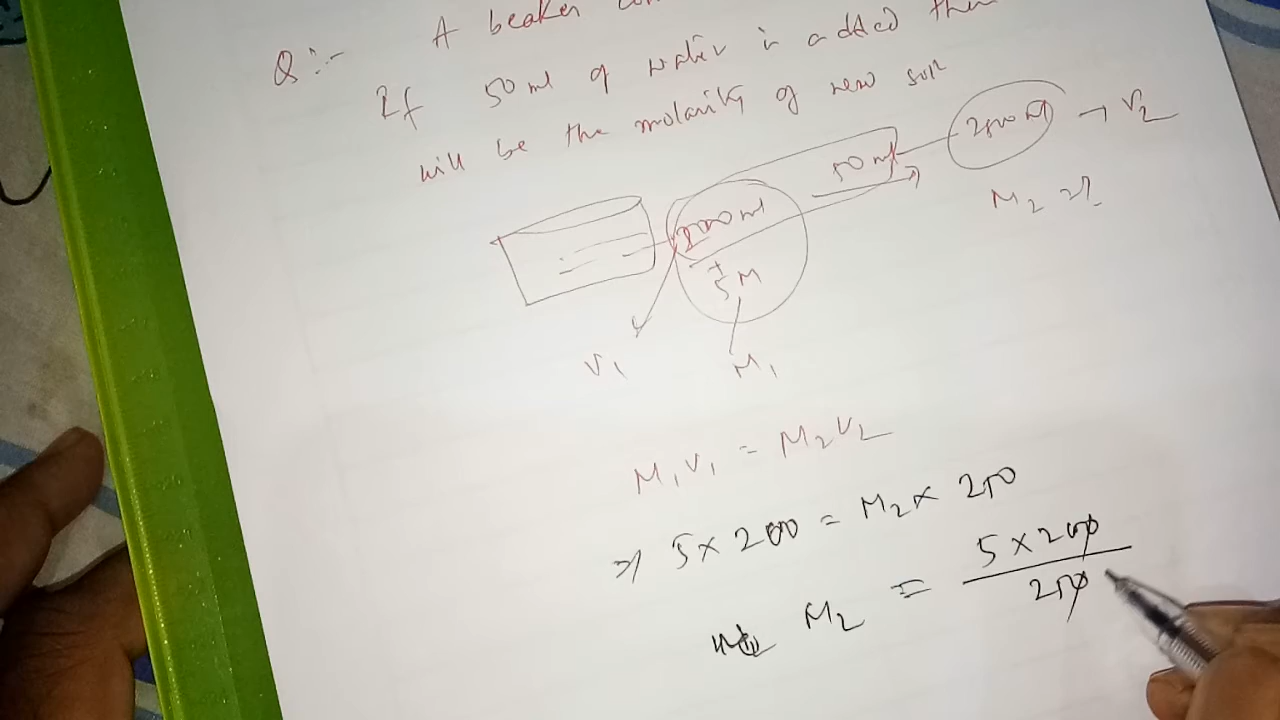 Q:- A beaker
If 50 ml of water is added then
will be the molarity of new solⁿ
200 ml
50 ml
250 ml → V₂
M₂ = ?
+
5 M
V₁
M₁
M₁V₁ = M₂V₂
⇒ 5 × 200 = M₂ × 250
M₂ = 5 × 200 / 250